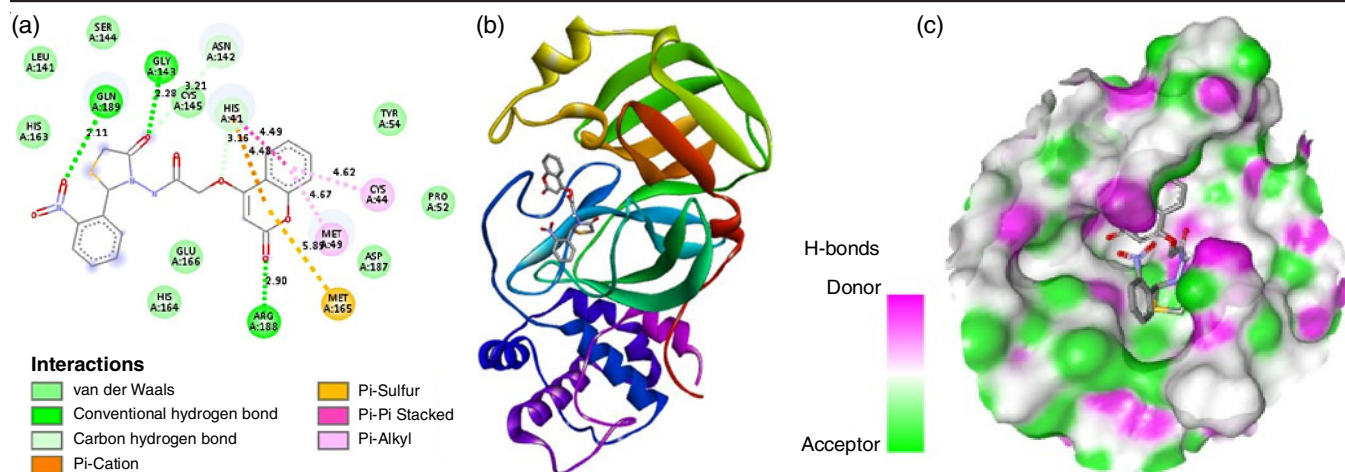 (a)
SER
A:144
ASN
A:142
LEU
A:141
GLY
A:143
3.21
2.28
GLN
A:189
CYS
A:145
HIS
A:41
4.49
TYR
A:54
HIS
A:163
2.11
3.16
4.48
4.62
4.67
CYS
A:44
PRO
A:52
O
N
S
MET
A:49
5.89
GLU
A:166
ASP
A:187
2.90
HIS
A:164
MET
A:165
ARG
A:188
Interactions
van der Waals
Conventional hydrogen bond
Carbon hydrogen bond
Pi-Cation
Pi-Sulfur
Pi-Pi Stacked
Pi-Alkyl
(b)
(c)
H-bonds
Donor
Acceptor